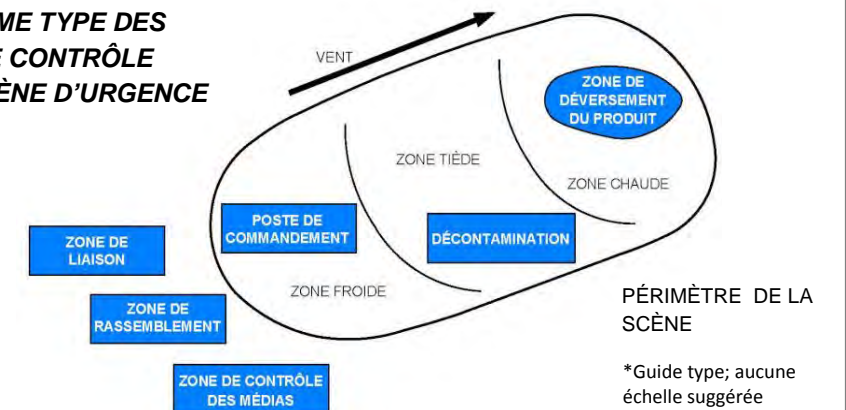 ME TYPE DES
CONTRÔLE
ÈNE D’URGENCE
VENT
ZONE DE
DÉVERSEMENT
DU PRODUIT
ZONE TIÈDE
ZONE CHAUDE
POSTE DE
COMMANDEMENT
DÉCONTAMINATION
ZONE DE
LIAISON
ZONE FROIDE
ZONE DE
RASSEMBLEMENT
PÉRIMÈTRE DE LA
SCÈNE
ZONE DE CONTRÔLE
DES MÉDIAS
*Guide type; aucune
échelle suggérée